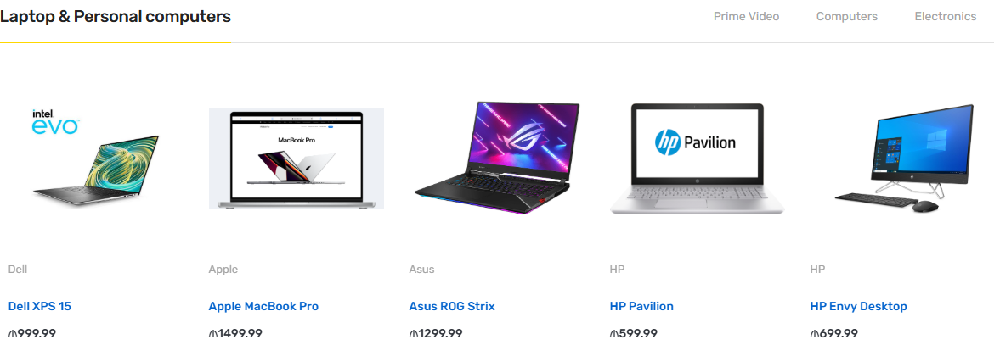 Laptop & Personal computers
Prime Video Computers Electronics
intel
evo
MacBook Pro
hp Pavilion
Dell
Apple
Asus
HP
HP
Dell XPS 15
Apple MacBook Pro
Asus ROG Strix
HP Pavilion
HP Envy Desktop
₼999.99
₼1499.99
₼1299.99
₼599.99
₼699.99